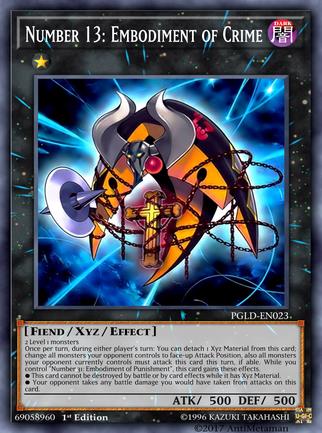 Number 13: Embodiment of Crime
DARK
闇
PGLD-EN023
[Fiend / Xyz / Effect]
2 Level 1 monsters
Once per turn, during either player's turn: You can detach 1 Xyz Material from this card;
change all monsters your opponent controls to face-up Attack Position, also all monsters
your opponent currently controls must attack this card this turn, if able. While you
control "Number 31: Embodiment of Punishment", this card gains these effects.
● This card cannot be destroyed by battle or by card effects while it has Xyz Material.
● Your opponent takes any battle damage you would have taken from attacks on this
card.
ATK/ 500 DEF/ 500
69058960 1st Edition ©1996 KAZUKI TAKAHASHI
©2017 AntiMetaman